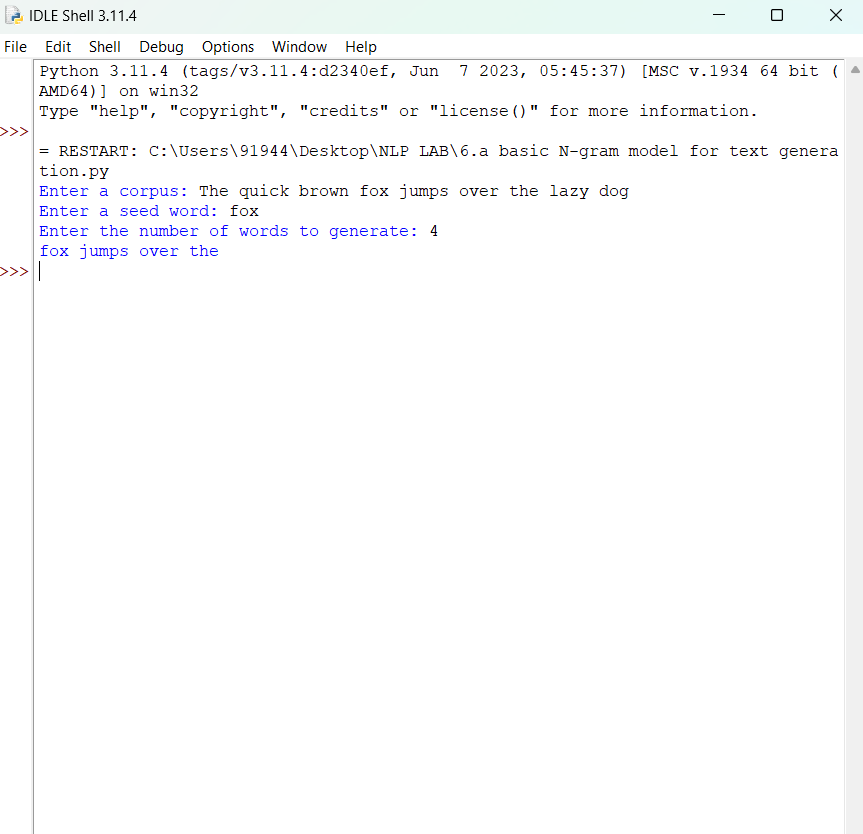 IDLE Shell 3.11.4
File Edit Shell Debug Options Window Help
Python 3.11.4 (tags/v3.11.4:d2340ef, Jun  7 2023, 05:45:37) [MSC v.1934 64 bit (
AMD64)] on win32
Type "help", "copyright", "credits" or "license()" for more information.
>>>
= RESTART: C:\Users\91944\Desktop\NLP LAB\6.a basic N-gram model for text genera
tion.py
Enter a corpus: The quick brown fox jumps over the lazy dog
Enter a seed word: fox
Enter the number of words to generate: 4
fox jumps over the
>>>